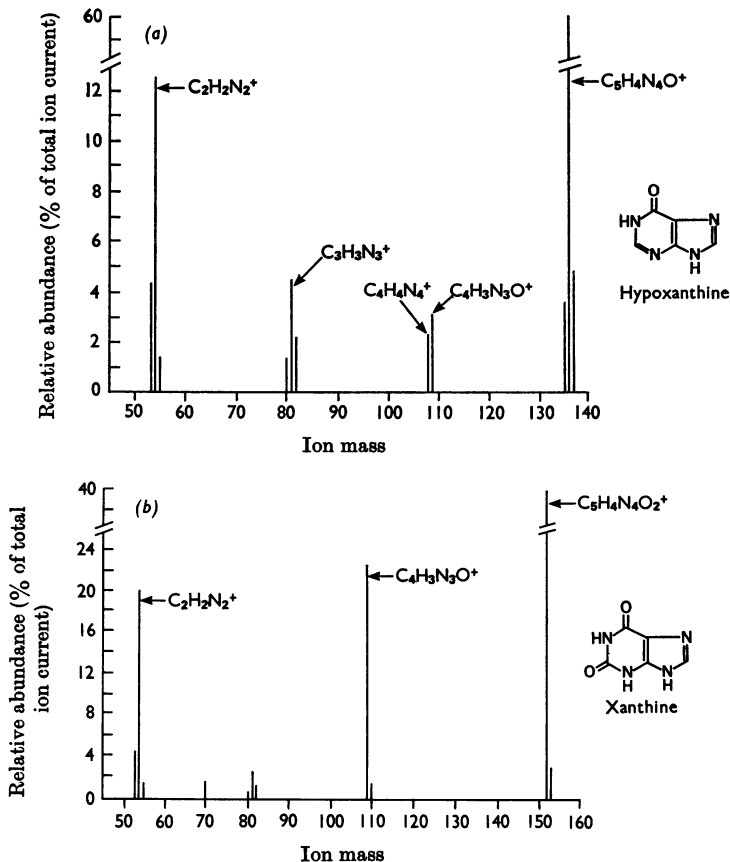 60
(a)
Relative abundance (% of total ion current)
12
10
8
6
4
2
0
C₂H₂N₂⁺
C₃H₃N₃⁺
C₄H₄N₄⁺
C₄H₃N₃O⁺
C₅H₄N₄O⁺
O
HN
N
N
N
H
Hypoxanthine
50 60 70 80 90 100 110 120 130 140
Ion mass
40
(b)
Relative abundance (% of total
ion current)
24
20
16
12
8
4
0
C₂H₂N₂⁺
C₄H₃N₃O⁺
C₅H₄N₄O₂⁺
O
HN
N
O
N
N
H
H
Xanthine
50 60 70 80 90 100 110 120 130 140 150 160
Ion mass